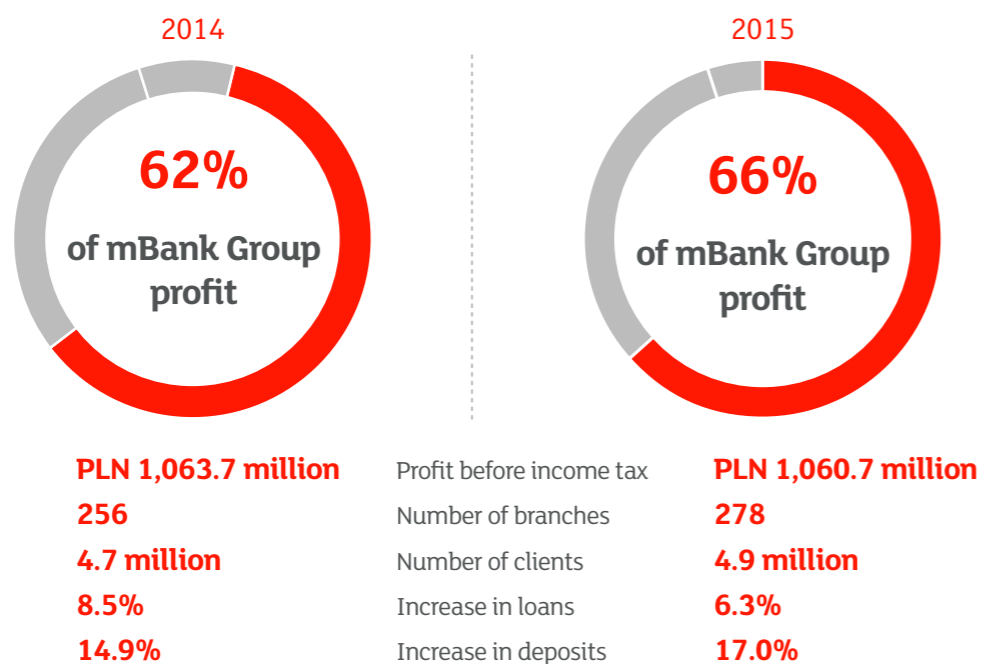 2014
2015
62%
of mBank Group
profit
66%
of mBank Group
profit
PLN 1,063.7 million Profit before income tax PLN 1,060.7 million
256 Number of branches 278
4.7 million Number of clients 4.9 million
8.5% Increase in loans 6.3%
14.9% Increase in deposits 17.0%